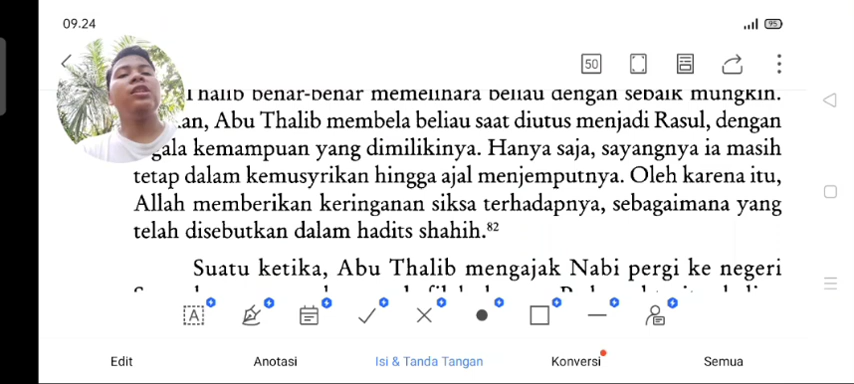 09.24
95
50
Thalib benar-benar memelihara beliau dengan sebaik mungkin.
an, Abu Thalib membela beliau saat diutus menjadi Rasul, dengan
gala kemampuan yang dimilikinya. Hanya saja, sayangnya ia masih
tetap dalam kemusyrikan hingga ajal menjemputnya. Oleh karena itu,
Allah memberikan keringanan siksa terhadapnya, sebagaimana yang
telah disebutkan dalam hadits shahih.⁸²
Suatu ketika, Abu Thalib mengajak Nabi pergi ke negeri
A
Edit
Anotasi
Isi & Tanda Tangan
Konversi
Semua